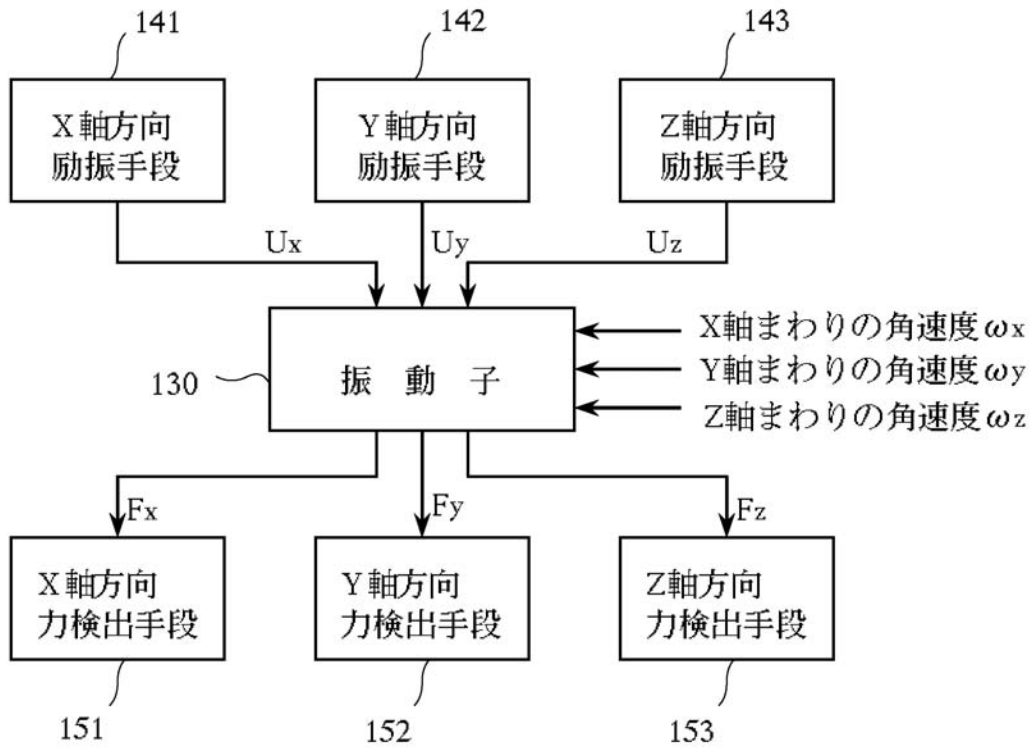 141
142
143
X軸方向
励振手段
Y軸方向
励振手段
Z軸方向
励振手段
Ux
Uy
Uz
130
振 動 子
X軸まわりの角速度ωx
Y軸まわりの角速度ωy
Z軸まわりの角速度ωz
Fx
Fy
Fz
X軸方向
力検出手段
Y軸方向
力検出手段
Z軸方向
力検出手段
151
152
153